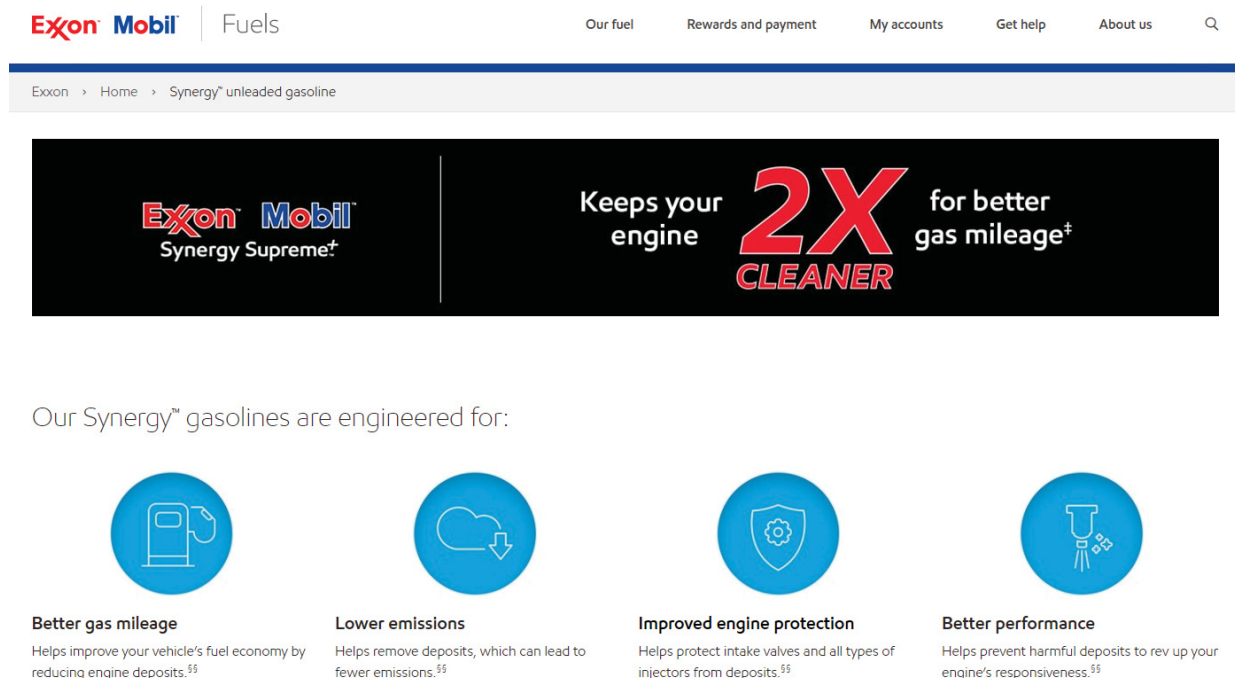 Exxon Mobil Fuels
Our fuel Rewards and payment My accounts Get help About us
Exxon › Home › Synergy™ unleaded gasoline
Exxon™ Mobil™
Synergy Supreme+™
Keeps your
engine
2X
CLEANER
for better
gas mileage‡
Our Synergy™ gasolines are engineered for:
Better gas mileage
Helps improve your vehicle's fuel economy by
reducing engine deposits.§§
Lower emissions
Helps remove deposits, which can lead to
fewer emissions.§§
Improved engine protection
Helps protect intake valves and all types of
injectors from deposits.§§
Better performance
Helps prevent harmful deposits to rev up your
engine's responsiveness.§§